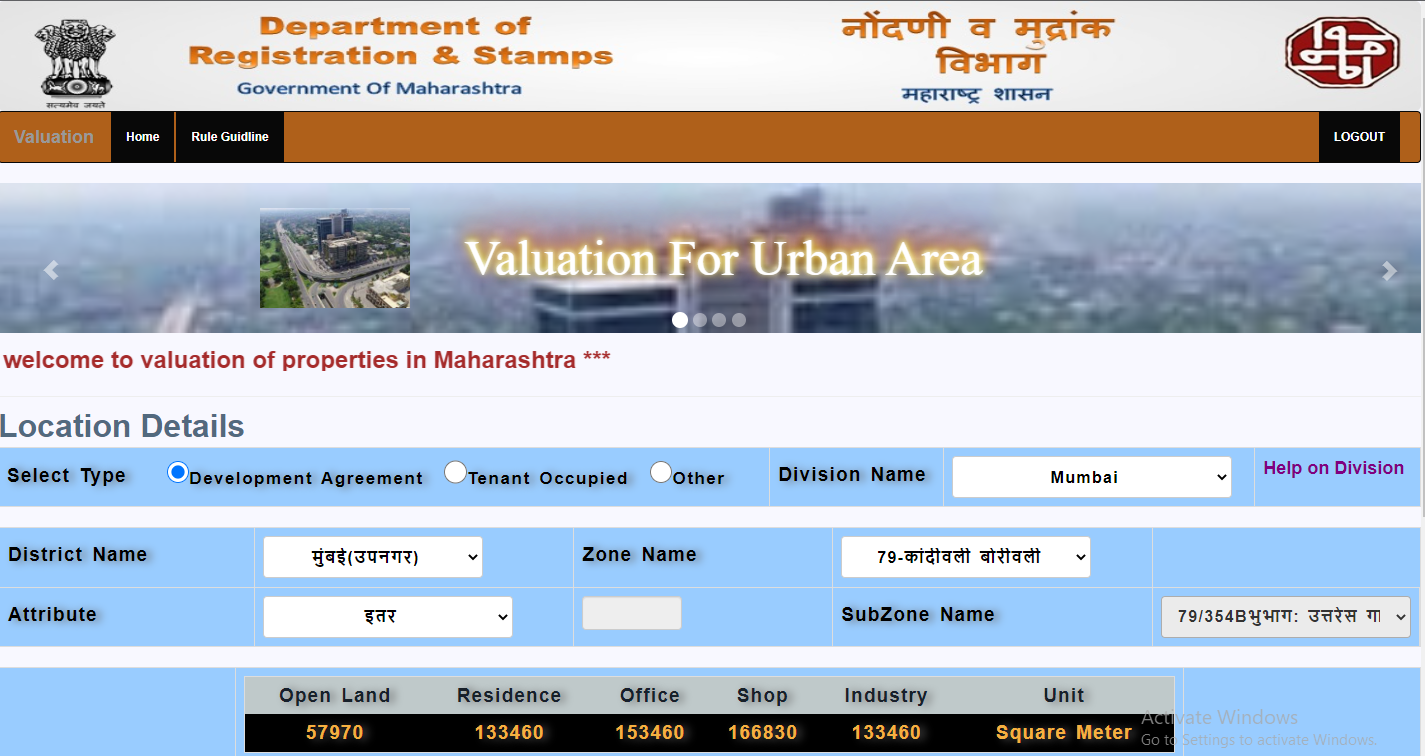 Department of
Registration & Stamps
Government Of Maharashtra
नोंदणी व मुद्रांक
विभाग
महाराष्ट्र शासन
सत्यमेव जयते
Valuation Home Rule Guidline LOGOUT
Valuation For Urban Area
welcome to valuation of properties in Maharashtra ***
Location Details
Select Type Development Agreement Tenant Occupied Other Division Name Mumbai Help on Division
District Name मुंबई(उपनगर) Zone Name 79-कांदीवली बोरीवली
Attribute इतर SubZone Name 79/354Bभुभाग: उत्तरेस
Open Land Residence Office Shop Industry Unit
57970 133460 153460 166830 133460 Square Meter
Activate Windows
Go to Settings to activate Windows.